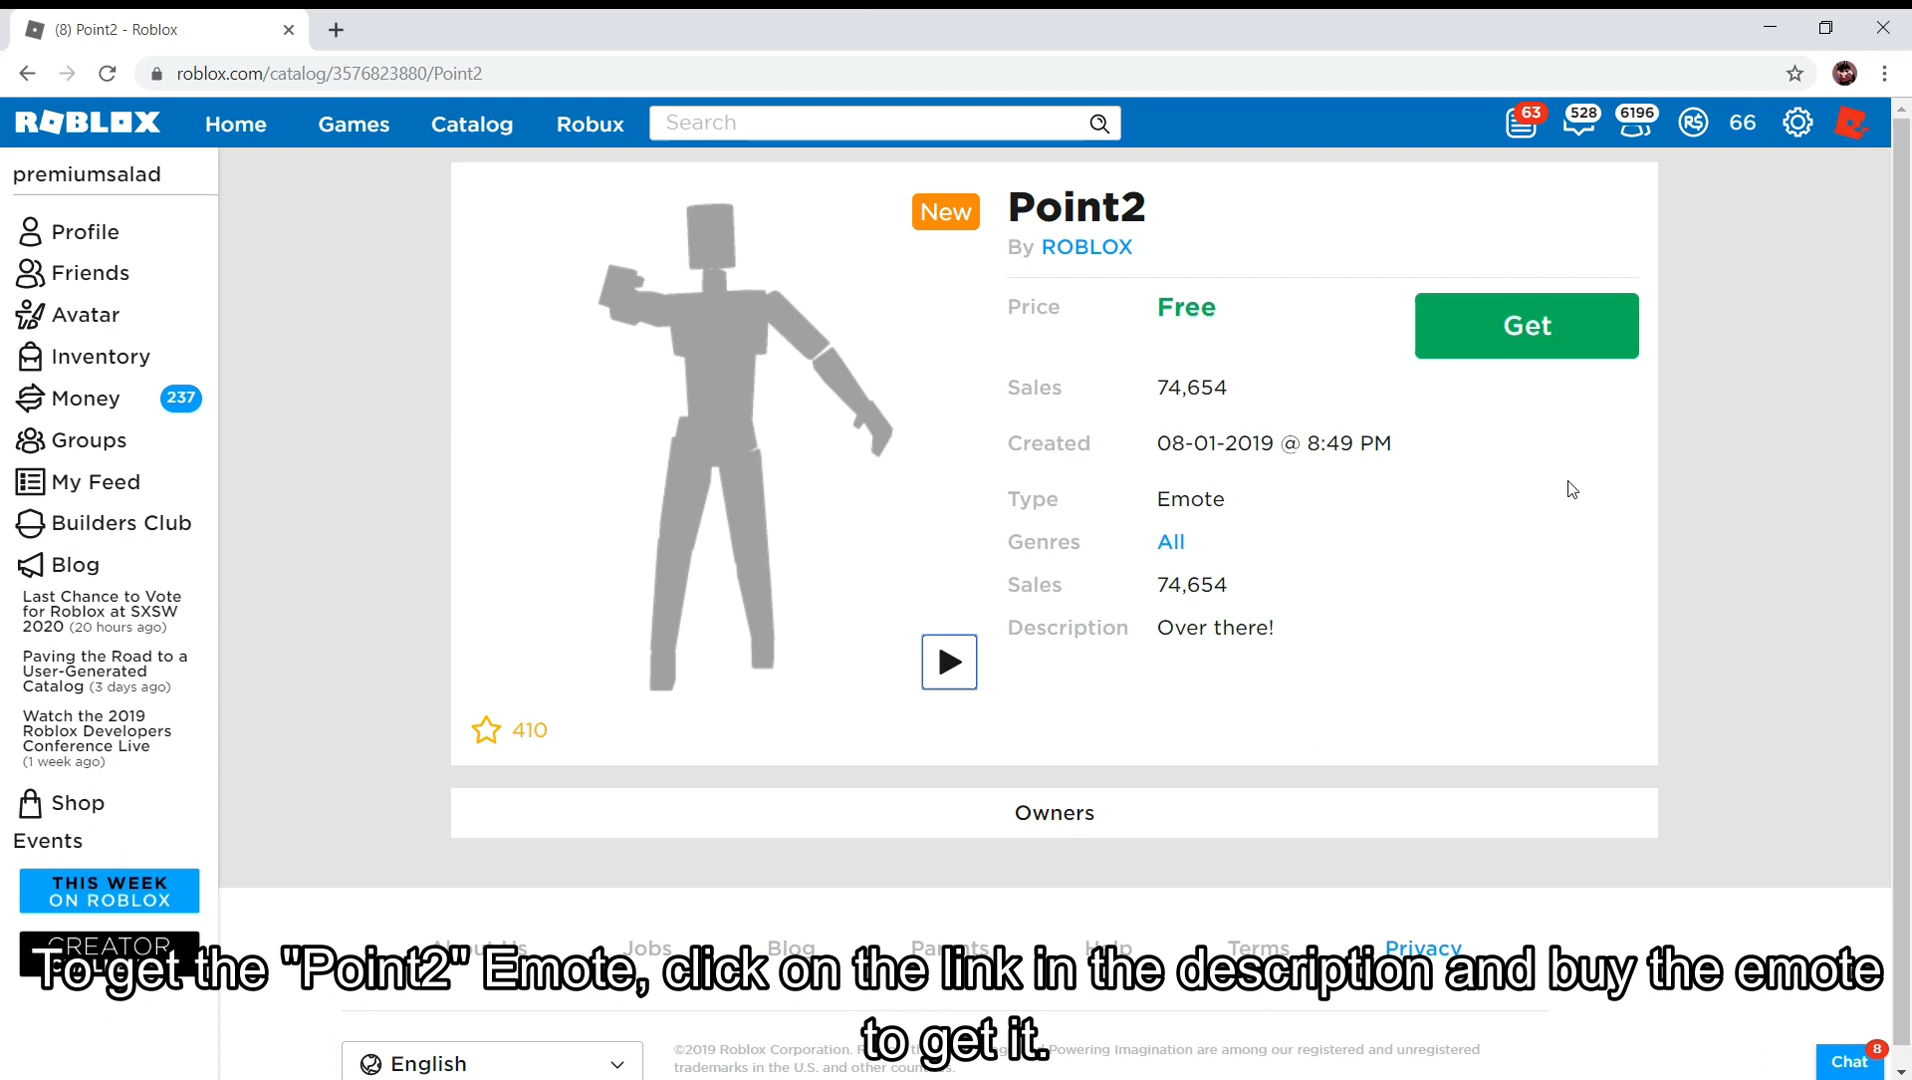 (8) Point2 - Roblox
roblox.com/catalog/3576823880/Point2
ROBLOX Home Games Catalog Robux Search 63 528 6196 R$ 66
premiumsalad
Profile
Friends
Avatar
Inventory
Money 237
Groups
My Feed
Builders Club
Blog
Last Chance to Vote
for Roblox at SXSW
2020 (20 hours ago)
Paving the Road to a
User-Generated
Catalog (3 days ago)
Watch the 2019
Roblox Developers
Conference Live
(1 week ago)
Shop
Events
THIS WEEK
ON ROBLOX
CREATOR
New
410
Point2
By ROBLOX
Price Free Get
Sales 74,654
Created 08-01-2019 @ 8:49 PM
Type Emote
Genres All
Sales 74,654
Description Over there!
Owners
About Us Jobs Blog Parents Help Terms Privacy
To get the "Point2" Emote, click on the link in the description and buy the emote
to get it.
English
©2019 Roblox Corporation. Powering Imagination are among our registered and unregistered
trademarks in the U.S. and other
Chat 8